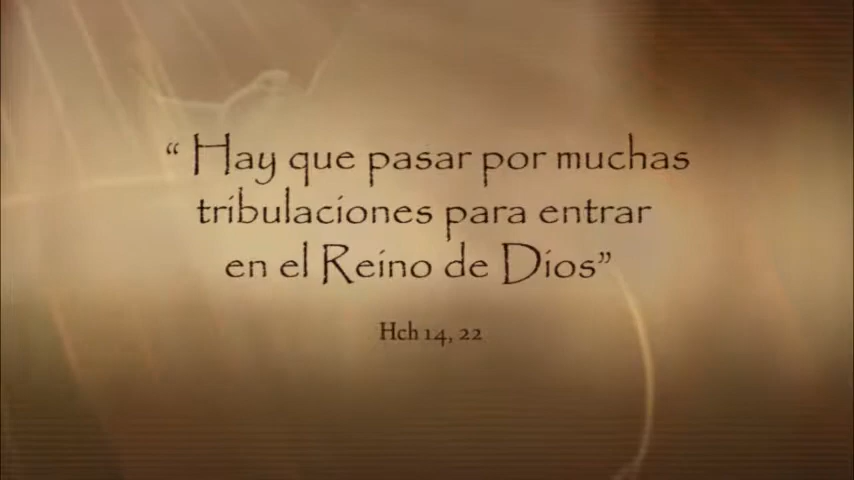 “ Hay que pasar por muchas
tribulaciones para entrar
en el Reino de Dios”
Hch 14, 22